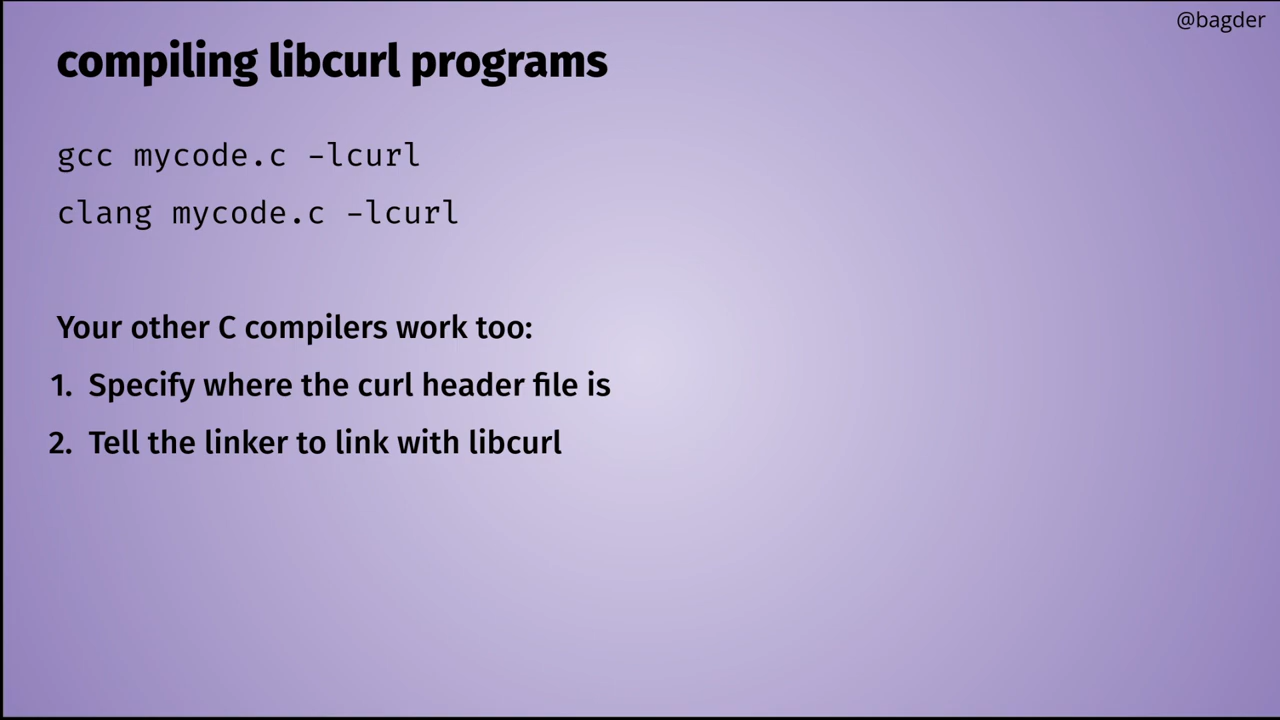 @bagder
compiling libcurl programs
gcc mycode.c -lcurl
clang mycode.c -lcurl
Your other C compilers work too:
1. Specify where the curl header file is
2. Tell the linker to link with libcurl